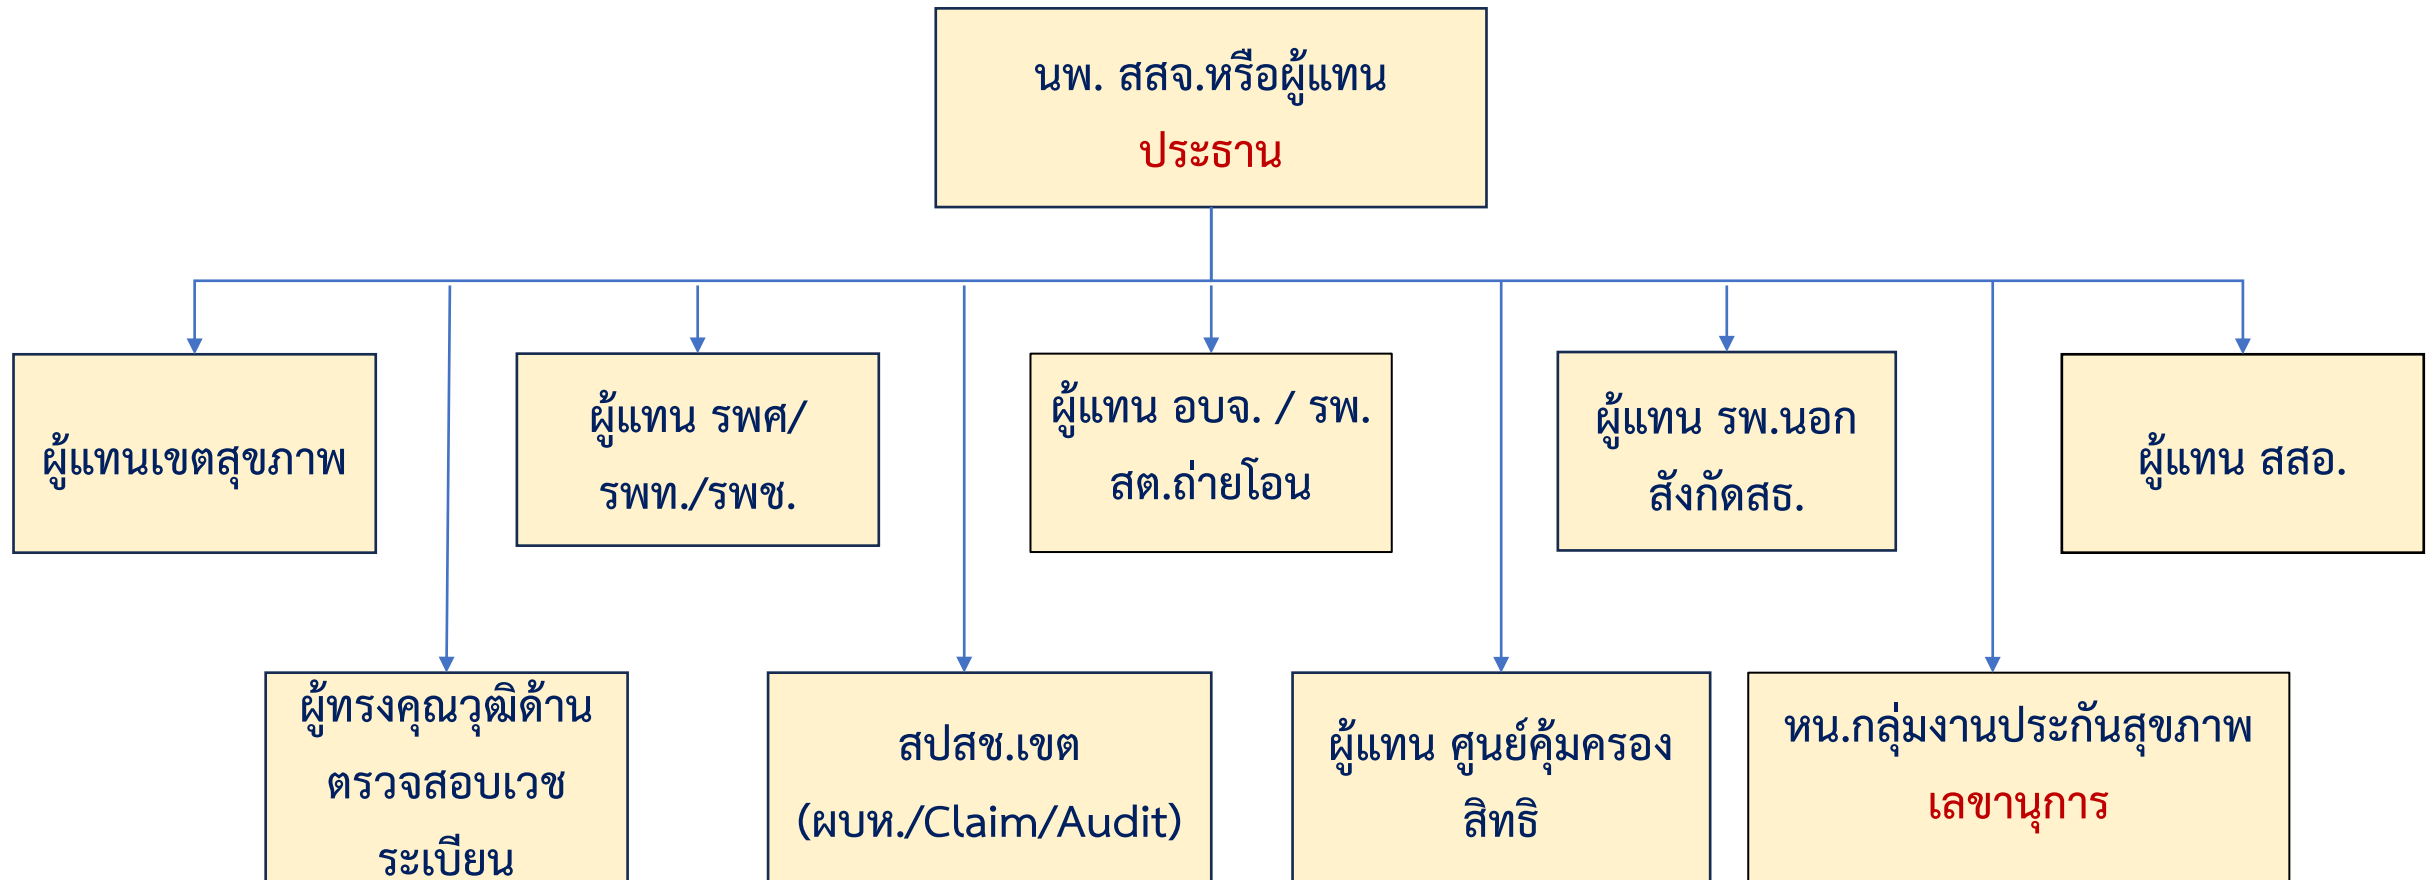 นพ. สสจ.หรือผู้แทน
ประธาน
ผู้แทนเขตสุขภาพ
ผู้แทน รพศ/
รพท./รพช.
ผู้แทน อบจ. / รพ.
สต.ถ่ายโอน
ผู้แทน รพ.นอก
สังกัดสธ.
ผู้แทน สสอ.
ผู้ทรงคุณวุฒิด้าน
ตรวจสอบเวช
ระเบียน
สปสช.เขต
(ผบห./Claim/Audit)
ผู้แทน ศูนย์คุ้มครอง
สิทธิ
หน.กลุ่มงานประกันสุขภาพ
เลขานุการ